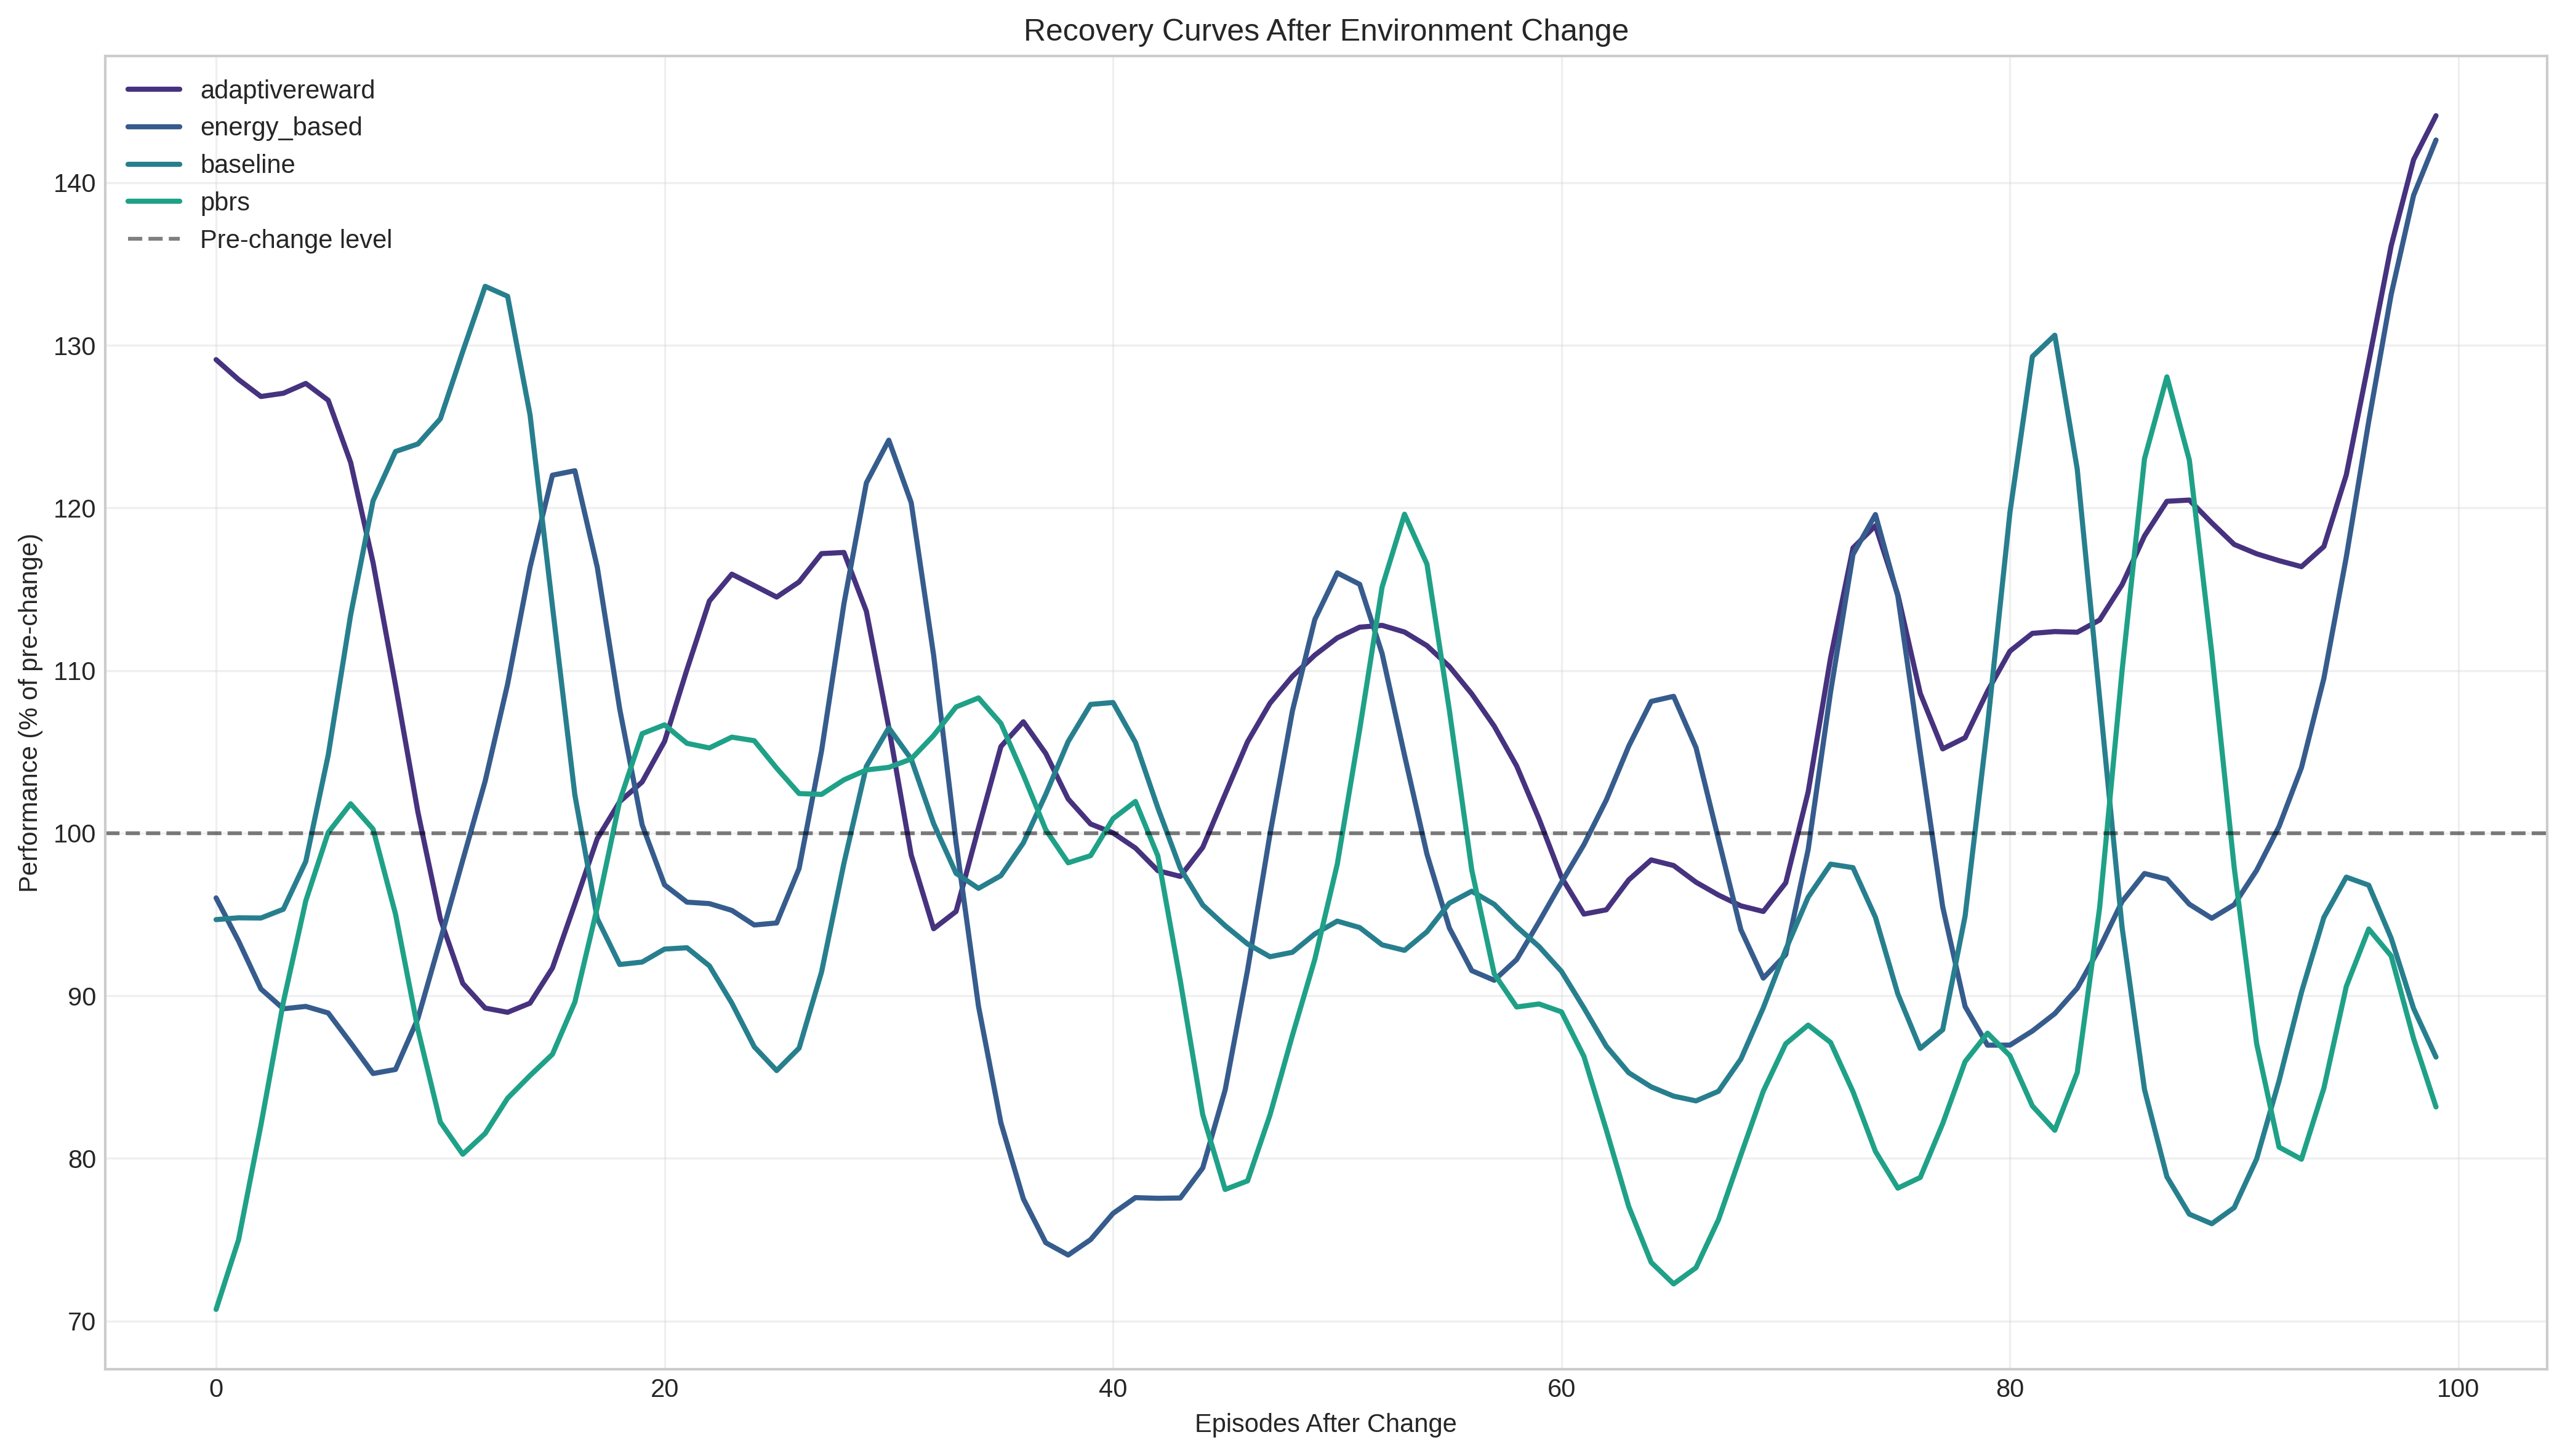 Recovery Curves After Environment Change
adaptivereward
energy_based
baseline
pbrs
Pre-change level
Performance (% of pre-change)
140
130
120
110
100
90
80
70
0 20 40 60 80 100
Episodes After Change